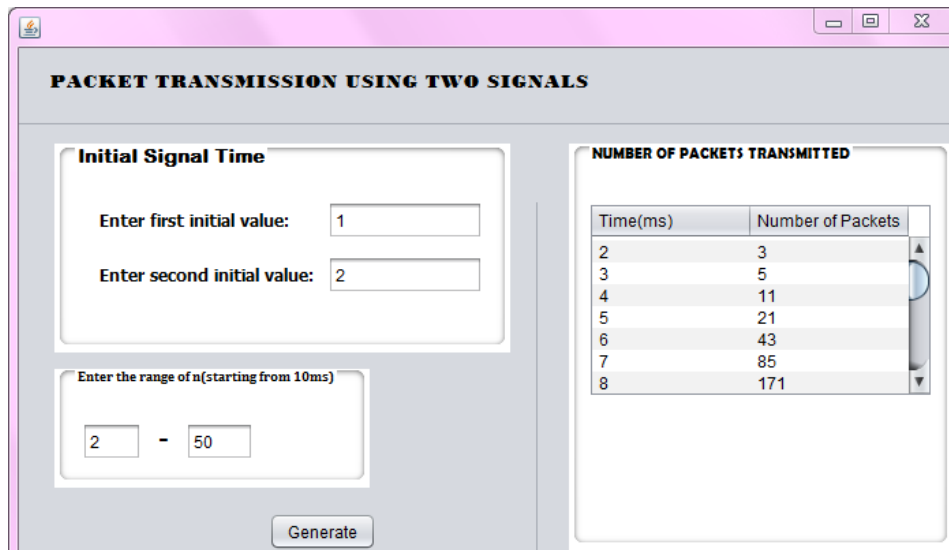 PACKET TRANSMISSION USING TWO SIGNALS
Initial Signal Time
Enter first initial value: 1
Enter second initial value: 2
Enter the range of n(starting from 10ms)
2 - 50
Generate
NUMBER OF PACKETS TRANSMITTED
Time(ms) Number of Packets
2 3
3 5
4 11
5 21
6 43
7 85
8 171